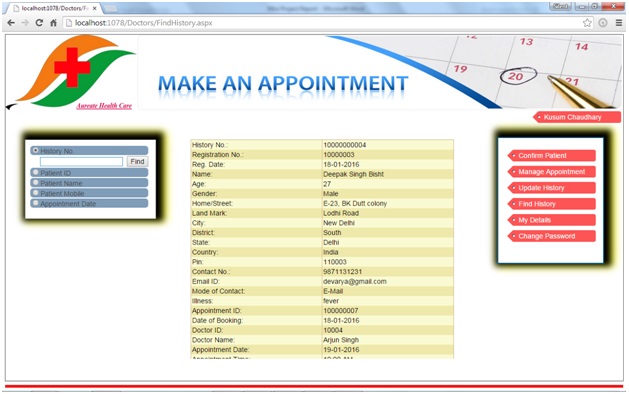 localhost:1078/Doctors/Fi
localhost:1078/Doctors/FindHistory.aspx
Aureate Health Care
MAKE AN APPOINTMENT
13
14
19
20
21
Kusum Chaudhary
History No.
Find
Patient ID
Patient Name
Patient Mobile
Appointment Date
History No.: 10000000004
Registration No.: 10000003
Reg. Date: 18-01-2016
Name: Deepak Singh Bisht
Age: 27
Gender: Male
Home/Street: E-23, BK Dutt colony
Land Mark: Lodhi Road
City: New Delhi
District: South
State: Delhi
Country: India
Pin: 110003
Contact No.: 9871131231
Email ID: devarya@gmail.com
Mode of Contact: E-Mail
Illness: fever
Appointment ID: 100000007
Date of Booking: 18-01-2016
Doctor ID: 10004
Doctor Name: Arjun Singh
Appointment Date: 19-01-2016
Confirm Patient
Manage Appointment
Update History
Find History
My Details
Change Password